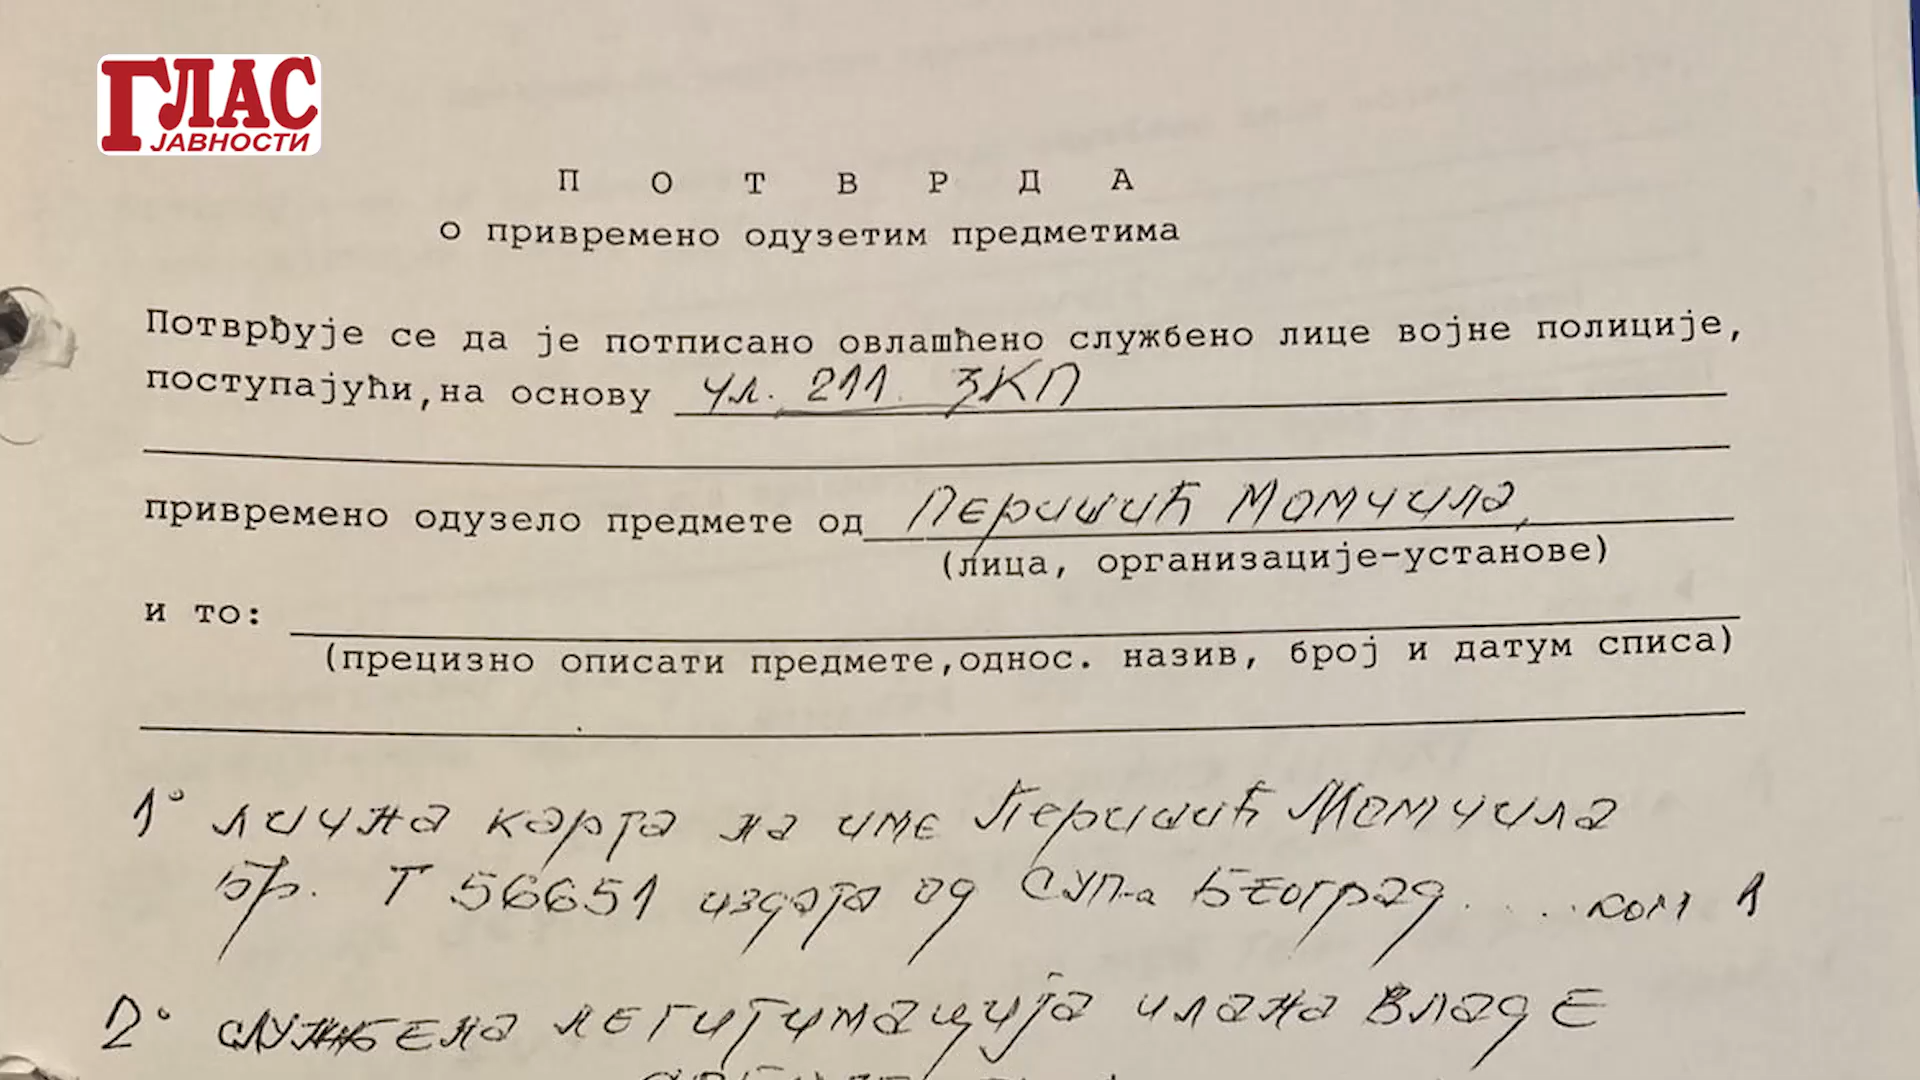 ГЛАС
ЈАВНОСТИ
П О Т В Р Д А
о привремено одузетим предметима
Потврђује се да је потписано овлашћено службено лице војне полиције,
поступајући,на основу чл. 211. ЗКП
привремено одузело предмете од Перишић Момчила,
(лица, организације-установе)
и то:
(прецизно описати предмете,однос. назив, број и датум списа)
1° лична карта на име Перишић Момчила
бр. Т 56651 издата од СУП-а Београд ..... ком 1
2° службена легитимација члана Владе